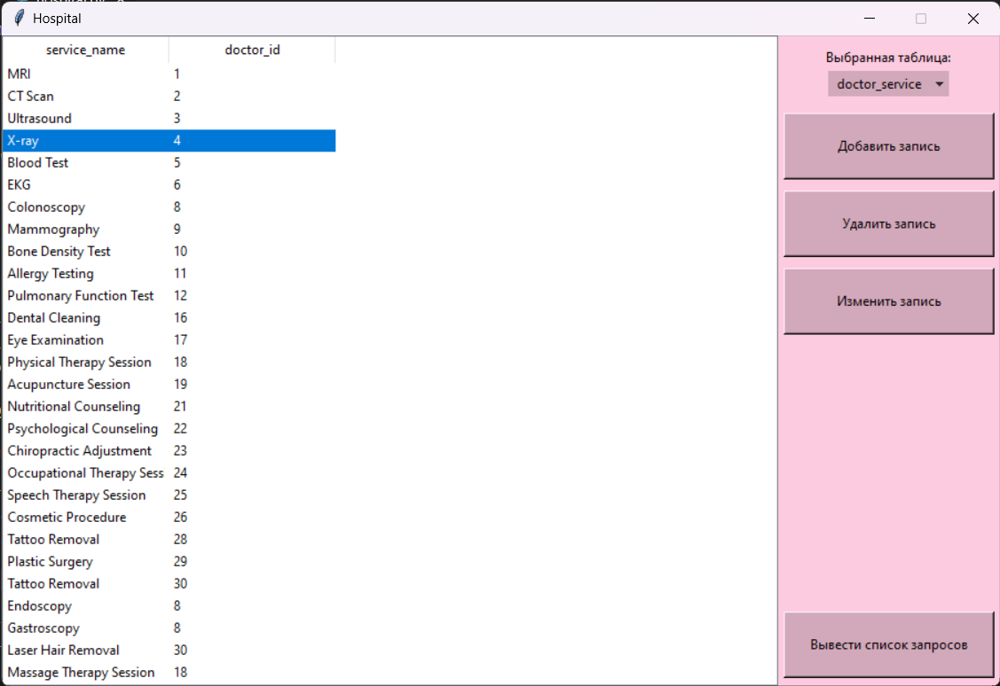 Hospital
service_name doctor_id
MRI 1
CT Scan 2
Ultrasound 3
X-ray 4
Blood Test 5
EKG 6
Colonoscopy 8
Mammography 9
Bone Density Test 10
Allergy Testing 11
Pulmonary Function Test 12
Dental Cleaning 16
Eye Examination 17
Physical Therapy Session 18
Acupuncture Session 19
Nutritional Counseling 21
Psychological Counseling 22
Chiropractic Adjustment 23
Occupational Therapy Sess 24
Speech Therapy Session 25
Cosmetic Procedure 26
Tattoo Removal 28
Plastic Surgery 29
Tattoo Removal 30
Endoscopy 8
Gastroscopy 8
Laser Hair Removal 30
Massage Therapy Session 18
Выбранная таблица:
doctor_service
Добавить запись
Удалить запись
Изменить запись
Вывести список запросов